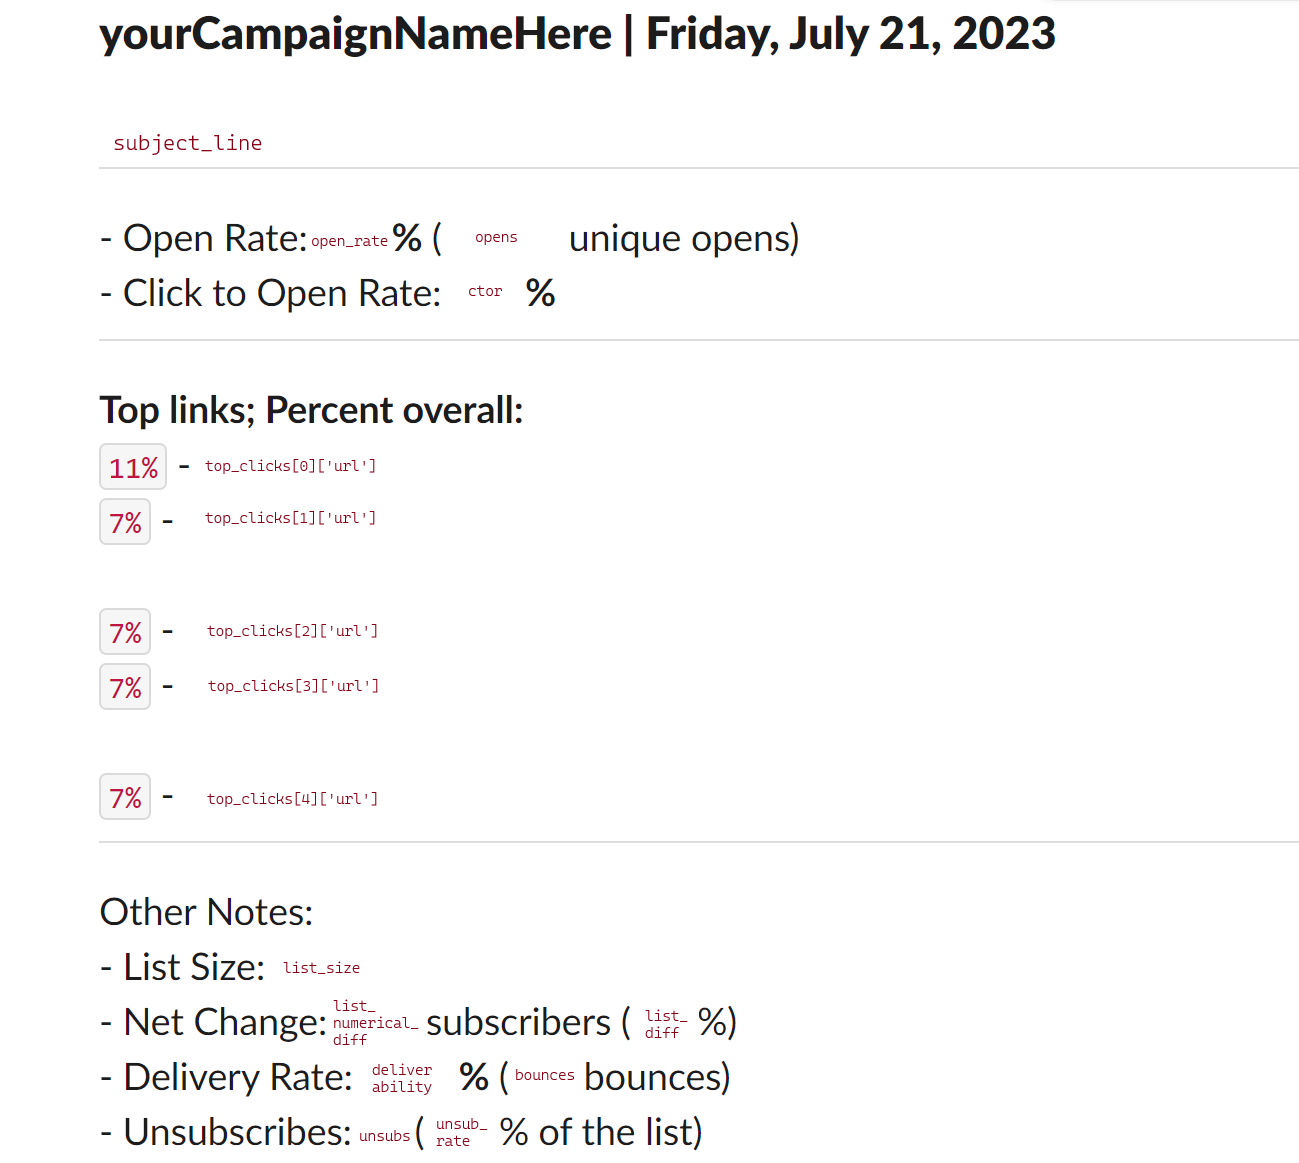 yourCampaignNameHere | Friday, July 21, 2023
subject_line
- Open Rate: open_rate % ( opens unique opens)
- Click to Open Rate: ctor %
Top links; Percent overall:
11% - top_clicks[0]['url']
7% - top_clicks[1]['url']
7% - top_clicks[2]['url']
7% - top_clicks[3]['url']
7% - top_clicks[4]['url']
Other Notes:
- List Size: list_size
- Net Change: list_numerical_diff subscribers ( list_diff %)
- Delivery Rate: deliverability % ( bounces bounces)
- Unsubscribes: unsubs ( unsub_rate % of the list)